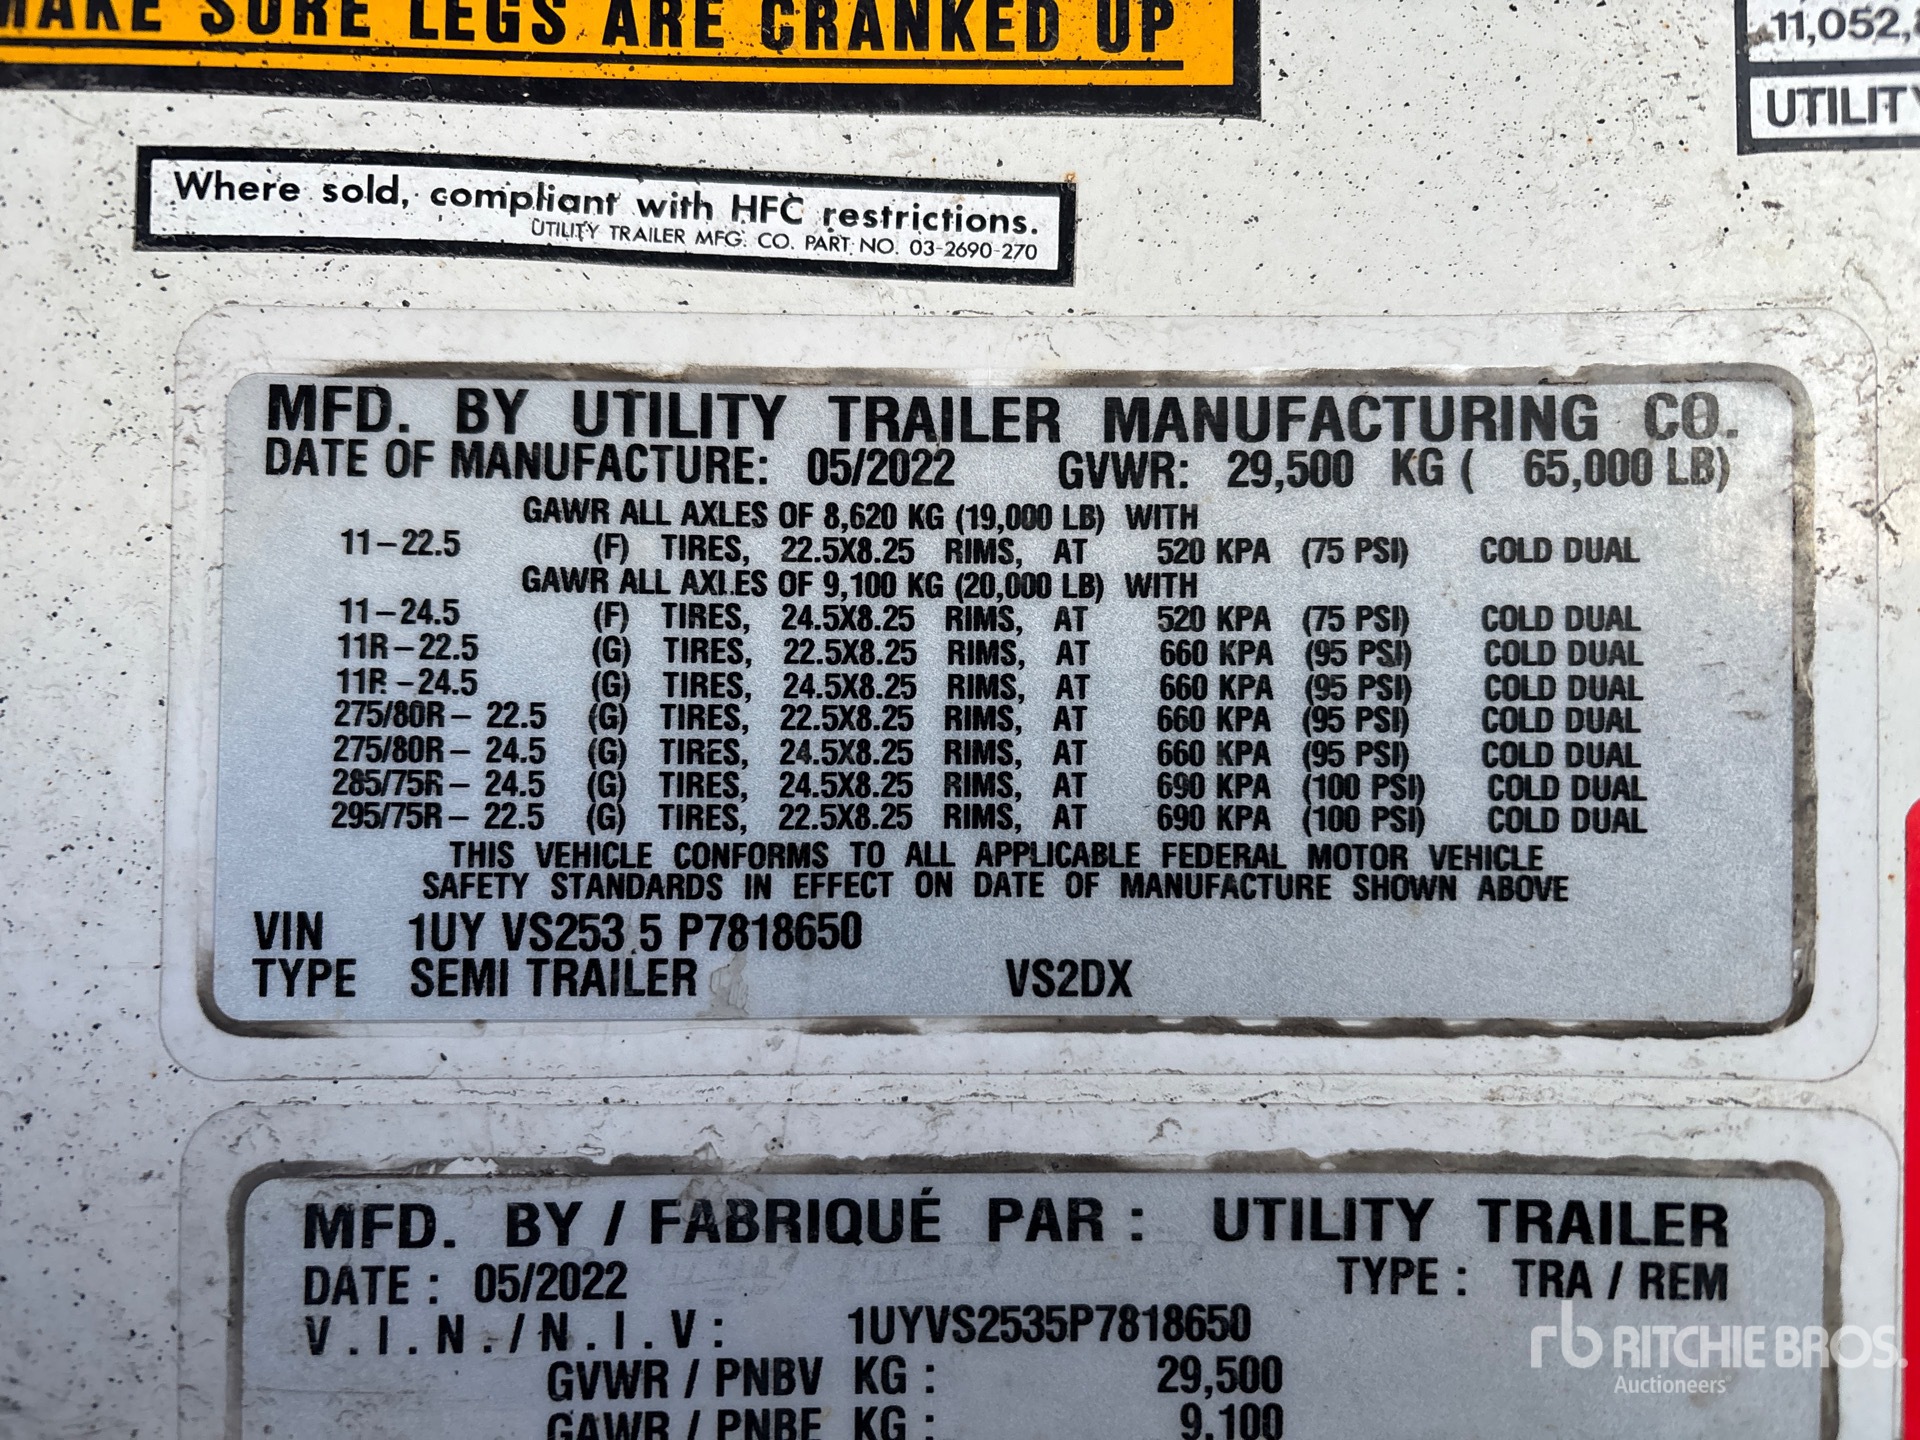 MAKE SURE LEGS ARE CRANKED UP
11,052,
UTILITY
Where sold, compliant with HFC restrictions.
UTILITY TRAILER MFG. CO. PART NO. 03-2690-270
MFD. BY UTILITY TRAILER MANUFACTURING CO.
DATE OF MANUFACTURE: 05/2022 GVWR: 29,500 KG ( 65,000 LB)
GAWR ALL AXLES OF 8,620 KG (19,000 LB) WITH
11-22.5 (F) TIRES, 22.5X8.25 RIMS, AT 520 KPA (75 PSI) COLD DUAL
GAWR ALL AXLES OF 9,100 KG (20,000 LB) WITH
11-24.5 (F) TIRES, 24.5X8.25 RIMS, AT 520 KPA (75 PSI) COLD DUAL
11R-22.5 (G) TIRES, 22.5X8.25 RIMS, AT 660 KPA (95 PSI) COLD DUAL
11R-24.5 (G) TIRES, 24.5X8.25 RIMS, AT 660 KPA (95 PSI) COLD DUAL
275/80R- 22.5 (G) TIRES, 22.5X8.25 RIMS, AT 660 KPA (95 PSI) COLD DUAL
275/80R- 24.5 (G) TIRES, 24.5X8.25 RIMS, AT 660 KPA (95 PSI) COLD DUAL
285/75R- 24.5 (G) TIRES, 24.5X8.25 RIMS, AT 690 KPA (100 PSI) COLD DUAL
295/75R- 22.5 (G) TIRES, 22.5X8.25 RIMS, AT 690 KPA (100 PSI) COLD DUAL
THIS VEHICLE CONFORMS TO ALL APPLICABLE FEDERAL MOTOR VEHICLE
SAFETY STANDARDS IN EFFECT ON DATE OF MANUFACTURE SHOWN ABOVE
VIN 1UY VS253 5 P7818650
TYPE SEMI TRAILER VS2DX
MFD. BY / FABRIQUÉ PAR : UTILITY TRAILER
DATE : 05/2022 TYPE : TRA / REM
V.I.N./N.I.V: 1UYVS2535P7818650
GVWR / PNBV KG : 29,500
GAWR / PNBE KG : 9,100
rb RITCHIE BROS.
Auctioneers